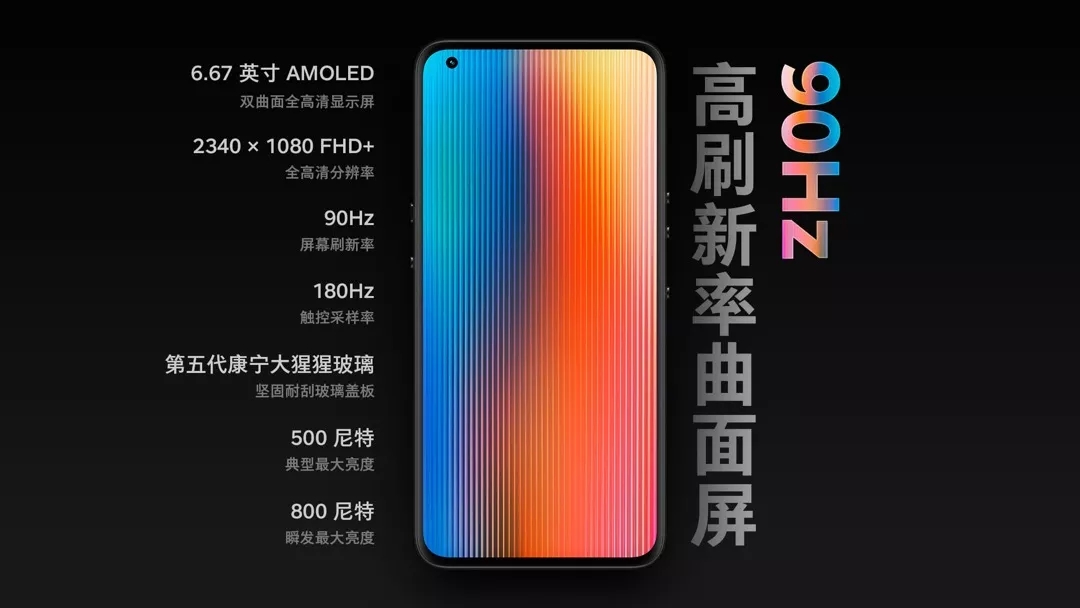 6.67 英寸 AMOLED
双曲面全高清显示屏
2340 × 1080 FHD+
全高清分辨率
90Hz
屏幕刷新率
180Hz
触控采样率
第五代康宁大猩猩玻璃
坚固耐刮玻璃盖板
500 尼特
典型最大亮度
800 尼特
瞬发最大亮度
90Hz
高刷新率曲面屏